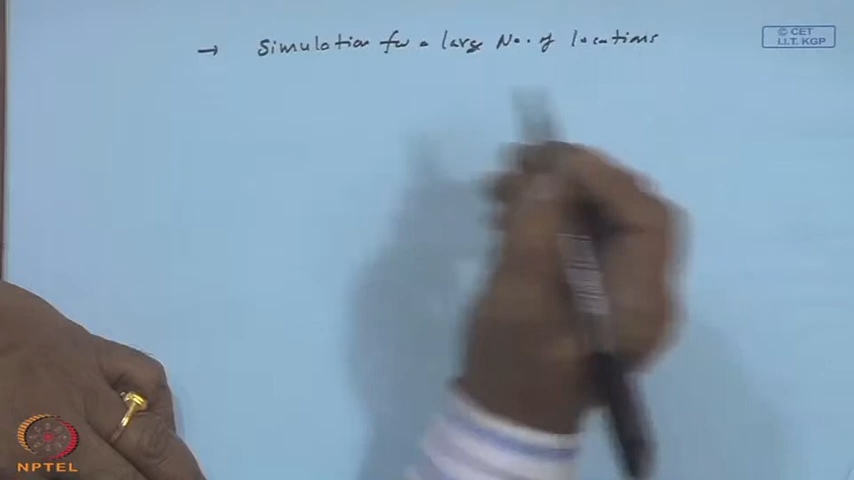 → Simulation for a large No. of locations
© CET
I.I.T. KGP
NPTEL